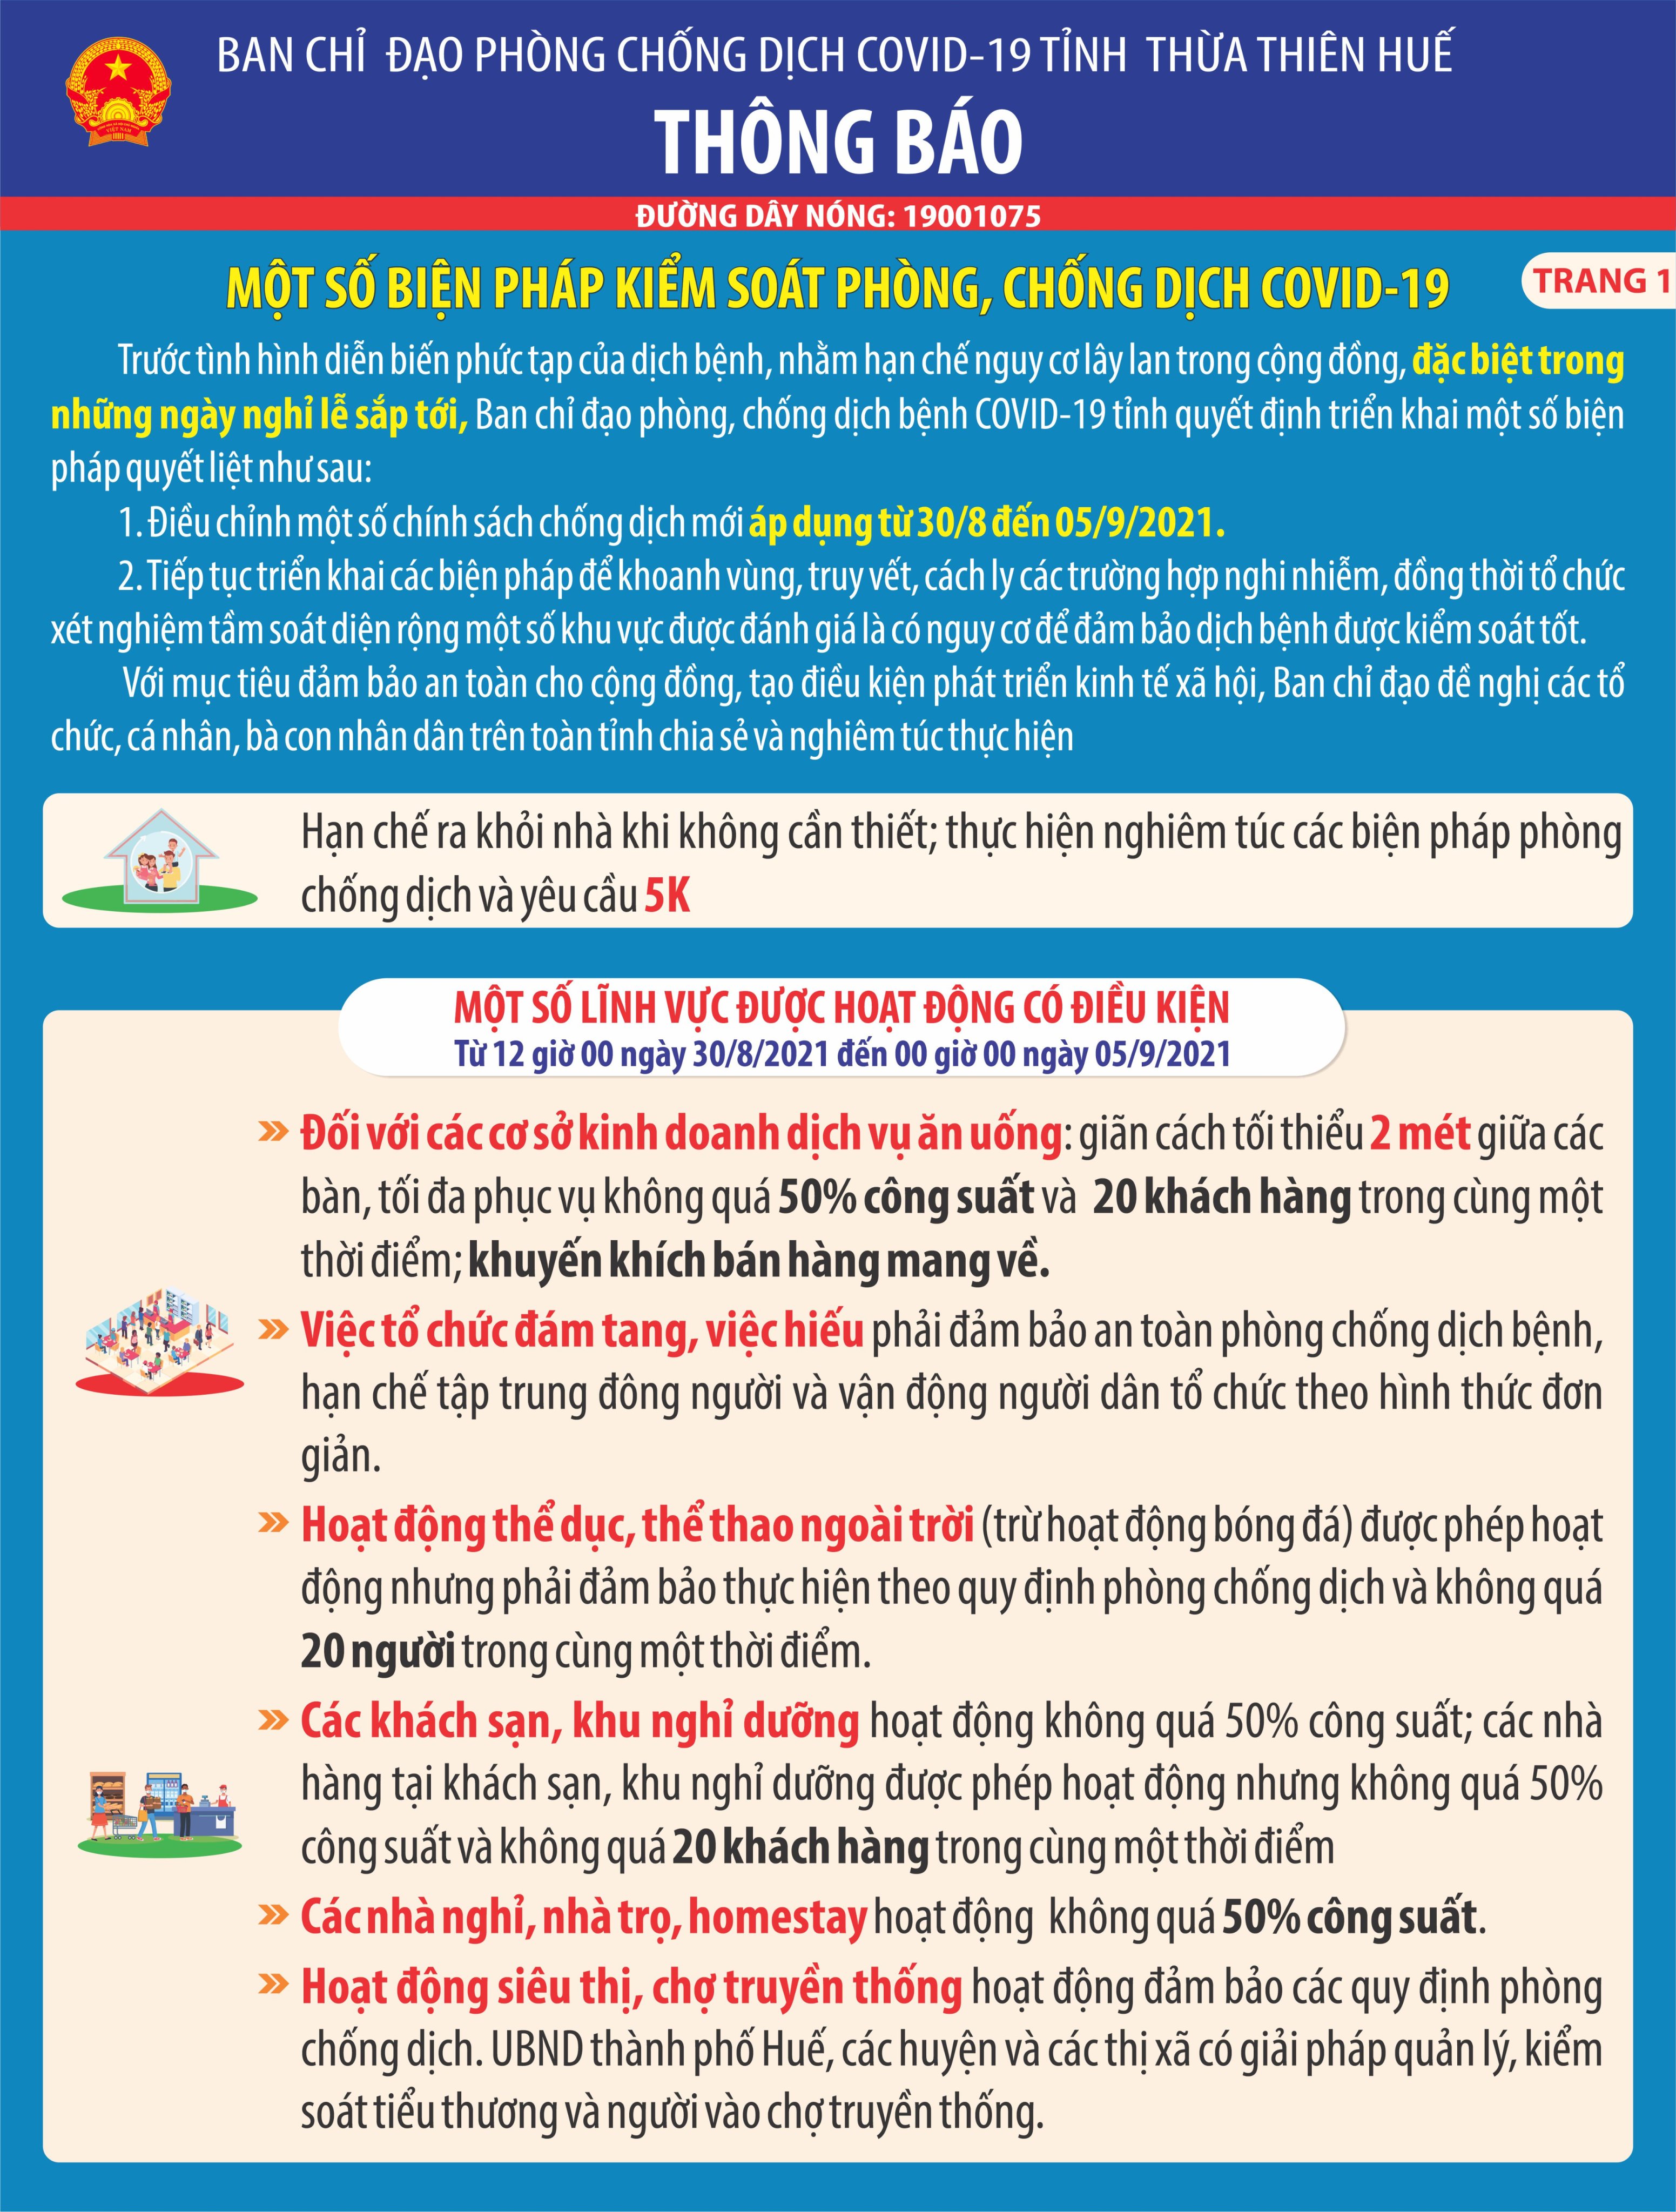 BAN CHỈ ĐẠO PHÒNG CHỐNG DỊCH COVID-19 TỈNH THỪA THIÊN HUẾ
THÔNG BÁO
VIỆT NAM
ĐƯỜNG DÂY NÓNG: 19001075
MỘT SỐ BIỆN PHÁP KIỂM SOÁT PHÒNG, CHỐNG DỊCH COVID-19
TRANG 1
Trước tình hình diễn biến phức tạp của dịch bệnh, nhằm hạn chế nguy cơ lây lan trong cộng đồng, đặc biệt trong
những ngày nghỉ lễ sắp tới, Ban chỉ đạo phòng, chống dịch bệnh COVID-19 tỉnh quyết định triển khai một số biện
pháp quyết liệt như sau:
1. Điều chỉnh một số chính sách chống dịch mới áp dụng từ 30/8 đến 05/9/2021.
2. Tiếp tục triển khai các biện pháp để khoanh vùng, truy vết, cách ly các trường hợp nghi nhiễm, đồng thời tổ chức
xét nghiệm tầm soát diện rộng một số khu vực được đánh giá là có nguy cơ để đảm bảo dịch bệnh được kiểm soát tốt.
Với mục tiêu đảm bảo an toàn cho cộng đồng, tạo điều kiện phát triển kinh tế xã hội, Ban chỉ đạo đề nghị các tổ
chức, cá nhân, bà con nhân dân trên toàn tỉnh chia sẻ và nghiêm túc thực hiện
Hạn chế ra khỏi nhà khi không cần thiết; thực hiện nghiêm túc các biện pháp phòng
chống dịch và yêu cầu 5K
MỘT SỐ LĨNH VỰC ĐƯỢC HOẠT ĐỘNG CÓ ĐIỀU KIỆN
Từ 12 giờ 00 ngày 30/8/2021 đến 00 giờ 00 ngày 05/9/2021
» Đối với các cơ sở kinh doanh dịch vụ ăn uống: giãn cách tối thiểu 2 mét giữa các
bàn, tối đa phục vụ không quá 50% công suất và 20 khách hàng trong cùng một
thời điểm; khuyến khích bán hàng mang về.
» Việc tổ chức đám tang, việc hiếu phải đảm bảo an toàn phòng chống dịch bệnh,
hạn chế tập trung đông người và vận động người dân tổ chức theo hình thức đơn
giản.
» Hoạt động thể dục, thể thao ngoài trời (trừ hoạt động bóng đá) được phép hoạt
động nhưng phải đảm bảo thực hiện theo quy định phòng chống dịch và không quá
20 người trong cùng một thời điểm.
» Các khách sạn, khu nghỉ dưỡng hoạt động không quá 50% công suất; các nhà
hàng tại khách sạn, khu nghỉ dưỡng được phép hoạt động nhưng không quá 50%
công suất và không quá 20 khách hàng trong cùng một thời điểm
» Các nhà nghỉ, nhà trọ, homestay hoạt động không quá 50% công suất.
» Hoạt động siêu thị, chợ truyền thống hoạt động đảm bảo các quy định phòng
chống dịch. UBND thành phố Huế, các huyện và các thị xã có giải pháp quản lý, kiểm
soát tiểu thương và người vào chợ truyền thống.